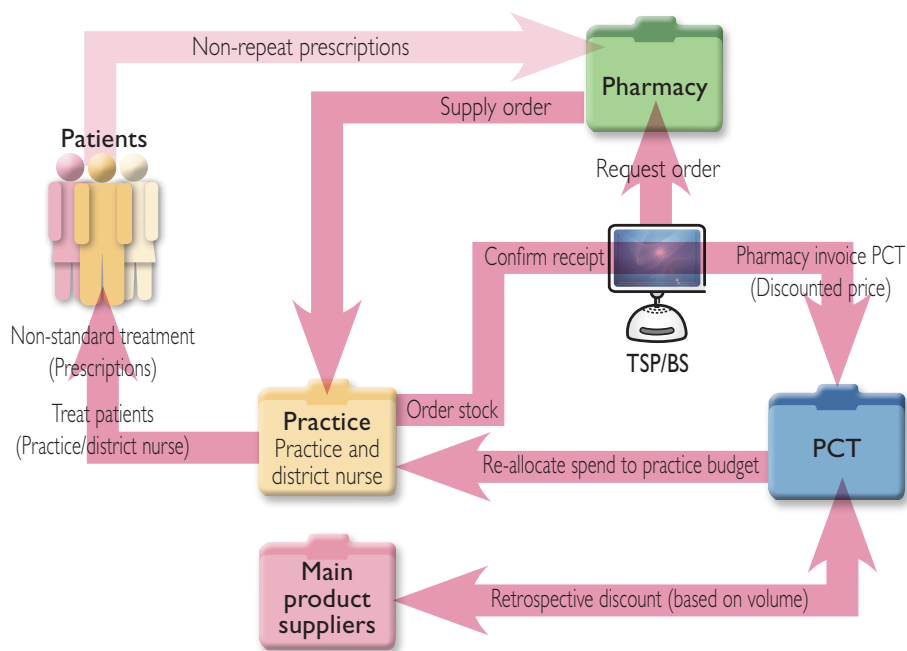 Non-repeat prescriptions
Pharmacy
Supply order
Patients
Request order
Confirm receipt
Pharmacy invoice PCT
(Discounted price)
TSP/BS
Non-standard treatment
(Prescriptions)
Treat patients
(Practice/district nurse)
Practice
Practice and
district nurse
Order stock
PCT
Re-allocate spend to practice budget
Main
product
suppliers
Retrospective discount (based on volume)